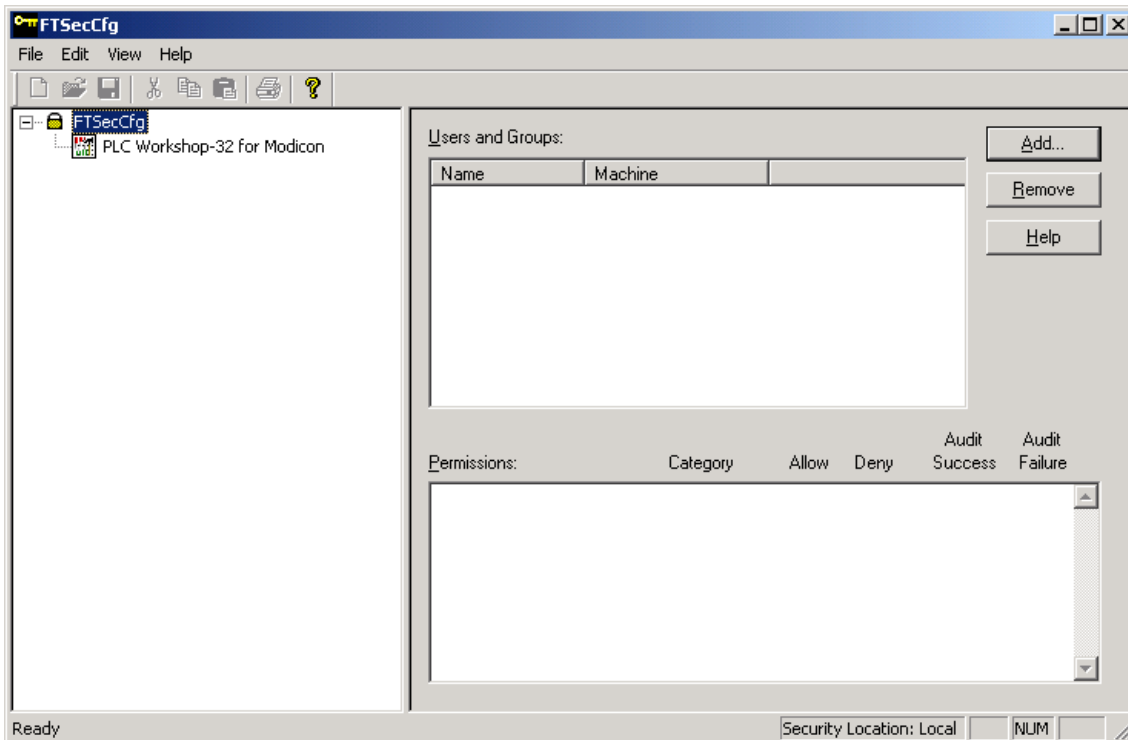 FTSecCfg
File Edit View Help
FTSecCfg
PLC Workshop-32 for Modicon
Users and Groups:
Add...
Name Machine
Remove
Help
Audit Audit
Permissions: Category Allow Deny Success Failure
Ready Security Location: Local NUM